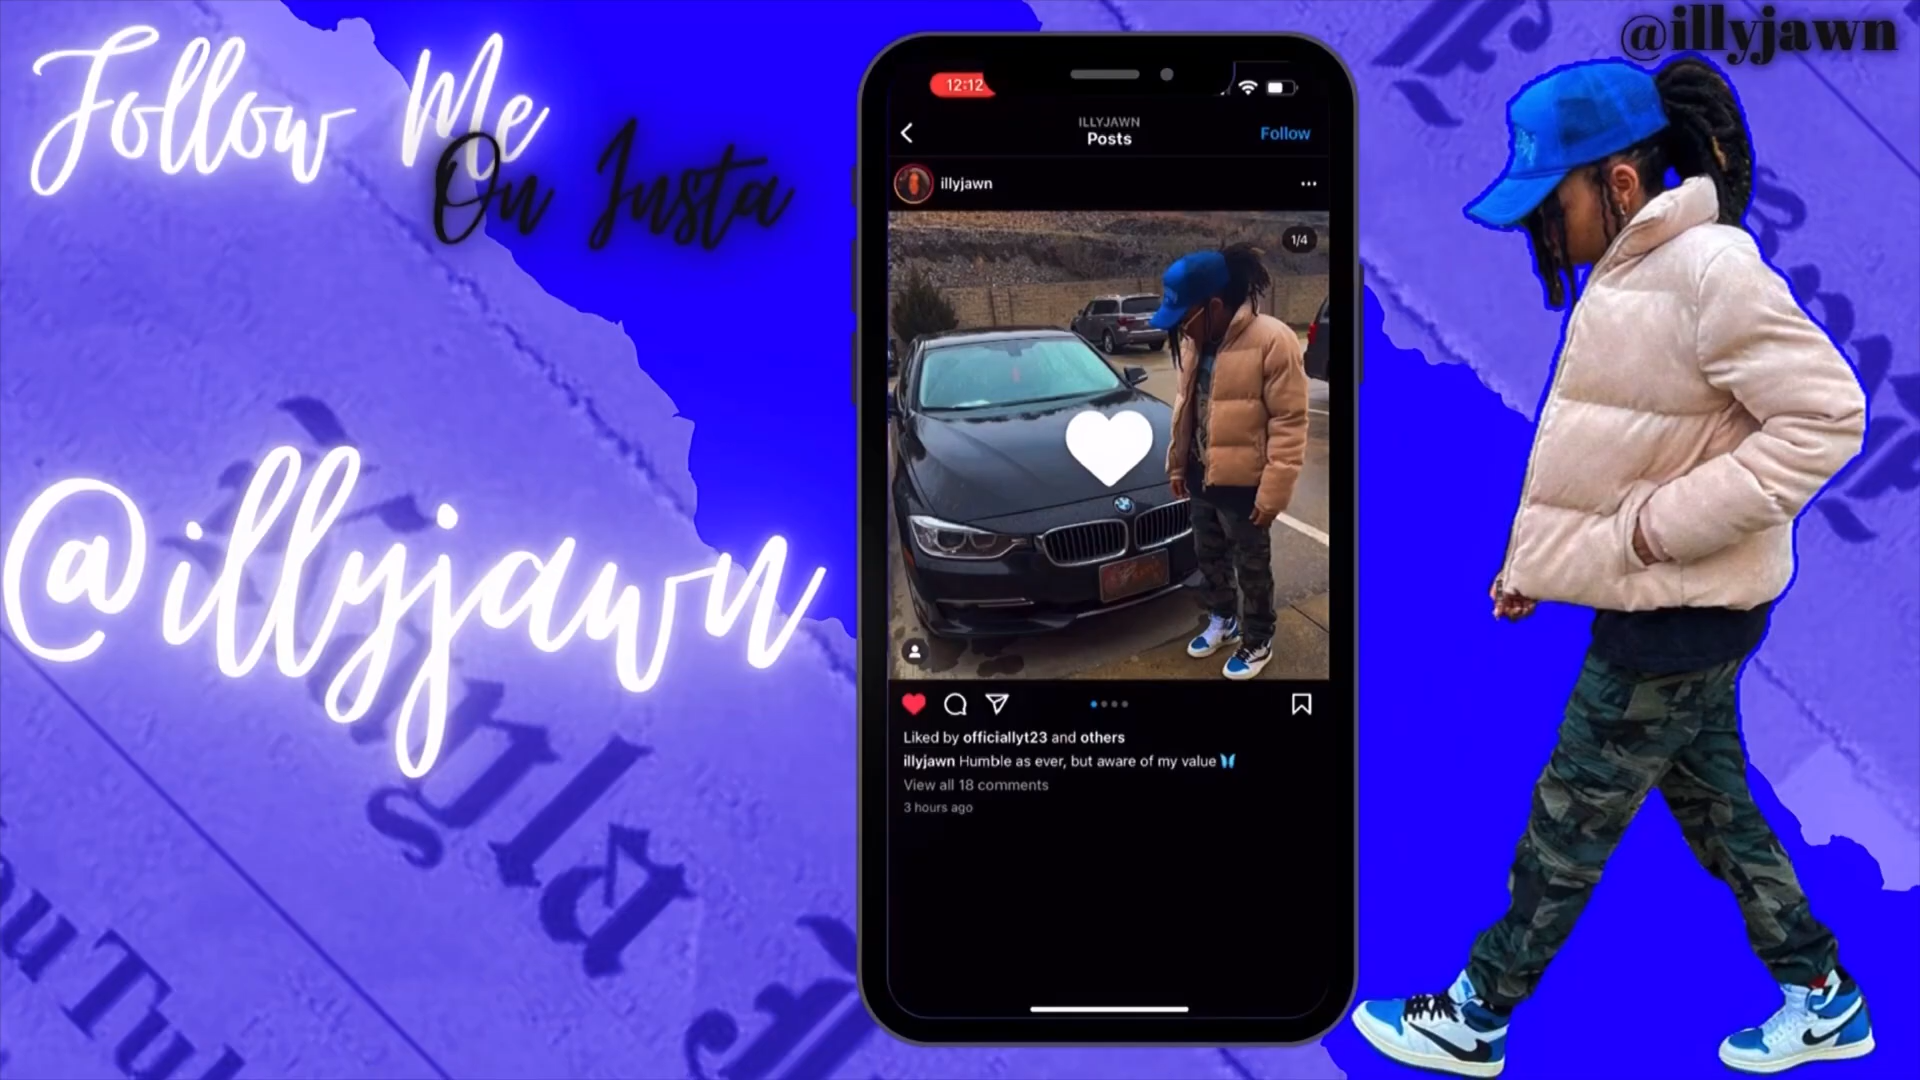 Follow Me
On Insta
@illyjawn
@illyjawn
12:12
ILLYJAWN
Posts
Follow
illyjawn
1/4
Liked by officiallyt23 and others
illyjawn Humble as ever, but aware of my value 🦋
View all 18 comments
3 hours ago